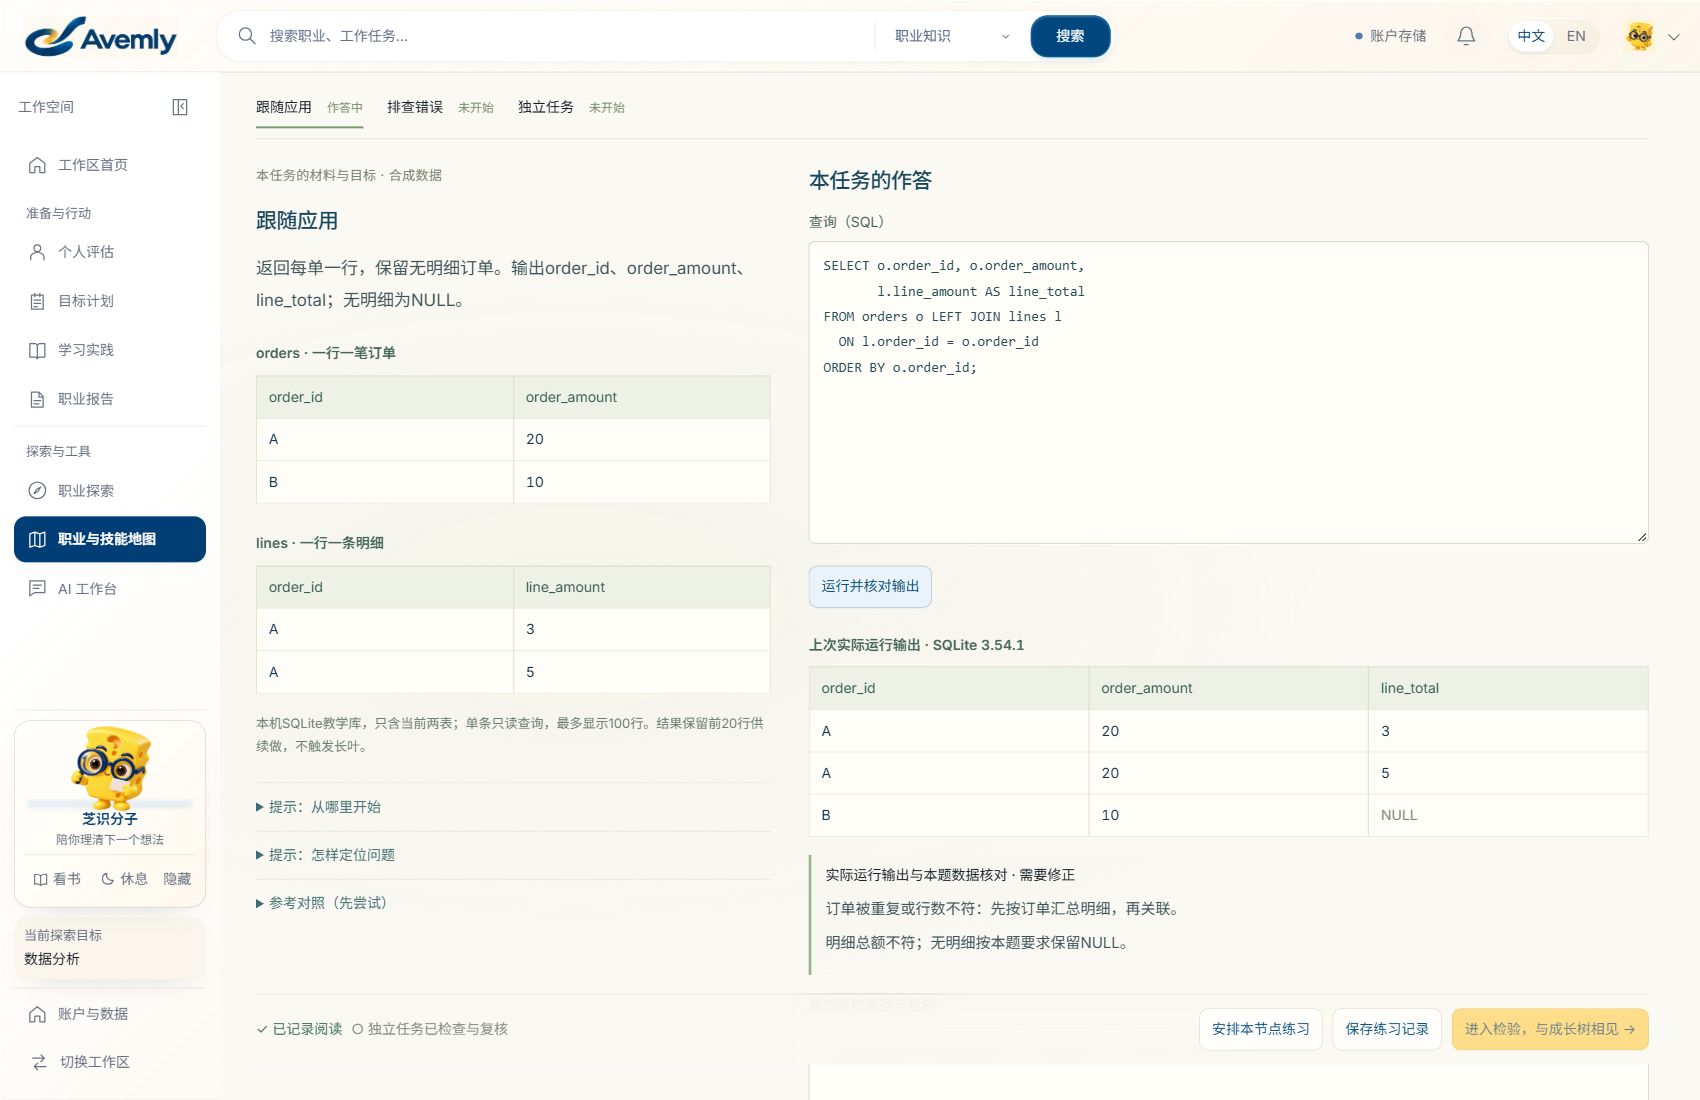 Avemly
搜索职业、工作任务...
职业知识
搜索
账户存储
中文
EN
工作空间
工作区首页
准备与行动
个人评估
目标计划
学习实践
职业报告
探索与工具
职业探索
职业与技能地图
AI 工作台
芝识分子
陪你理清下一个想法
看书
休息
隐藏
当前探索目标
数据分析
账户与数据
切换工作区
跟随应用 作答中
排查错误 未开始
独立任务 未开始
本任务的材料与目标 · 合成数据
跟随应用
返回每单一行，保留无明细订单。输出order_id、order_amount、
line_total；无明细为NULL。
orders · 一行一笔订单
order_id order_amount
A 20
B 10
lines · 一行一条明细
order_id line_amount
A 3
A 5
本机SQLite教学库，只含当前两表；单条只读查询，最多显示100行。结果保留前20行供
续做，不触发长叶。
▶ 提示：从哪里开始
▶ 提示：怎样定位问题
▶ 参考对照（先尝试）
本任务的作答
查询（SQL）
SELECT o.order_id, o.order_amount,
       l.line_amount AS line_total
FROM orders o LEFT JOIN lines l
  ON l.order_id = o.order_id
ORDER BY o.order_id;
运行并核对输出
上次实际运行输出 · SQLite 3.54.1
order_id order_amount line_total
A 20 3
A 20 5
B 10 NULL
实际运行输出与本题数据核对 · 需要修正
订单被重复或行数不符：先按订单汇总明细，再关联。
明细总额不符；无明细按本题要求保留NULL。
我的复核依据与限制
✓ 已记录阅读 ○ 独立任务已检查与复核
安排本节点练习
保存练习记录
进入检验，与成长树相见 →